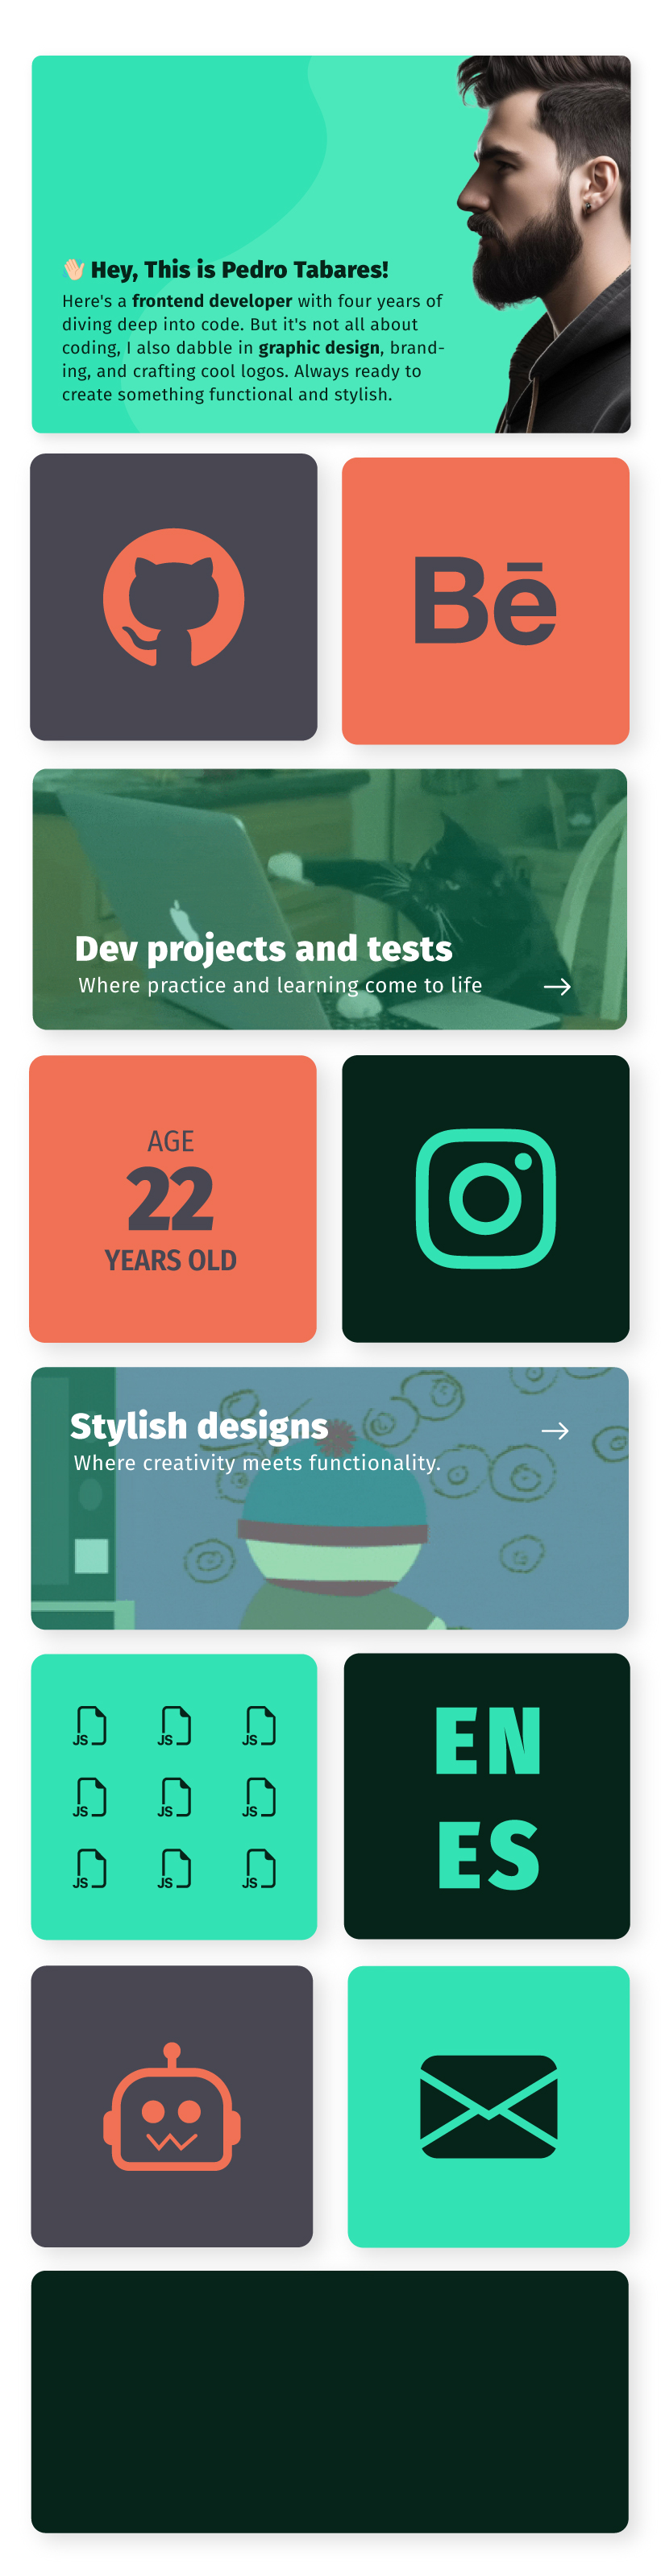 👋🏻 Hey, This is Pedro Tabares!
Here's a frontend developer with four years of
diving deep into code. But it's not all about
coding, I also dabble in graphic design, brand-
ing, and crafting cool logos. Always ready to
create something functional and stylish.
Bē
Dev projects and tests
Where practice and learning come to life
AGE
22
YEARS OLD
Stylish designs
Where creativity meets functionality.
JS JS JS
JS JS JS
JS JS JS
EN
ES